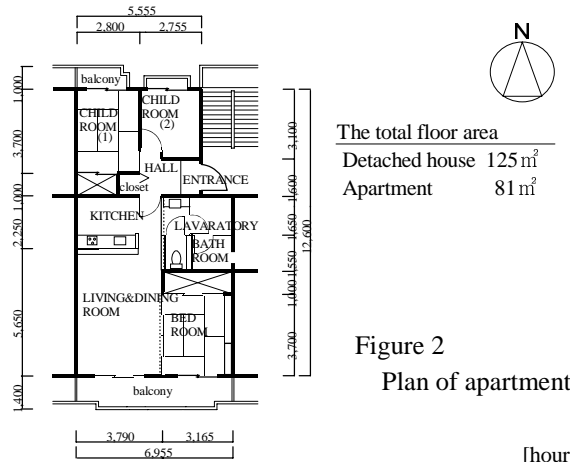 5,555
2,800
2,755
N
balcony
1,000
CHILD
ROOM
(1)
CHILD
ROOM
(2)
3,700
3,100
The total floor area
Detached house 125㎡
Apartment 81㎡
HALL
closet
ENTRANCE
1,000
1,600
KITCHEN
LAVARATORY
BATH
ROOM
2,250
1,650
12,600
1,550
LIVING&DINING
ROOM
BED
ROOM
1,000
5,650
3,700
Figure 2
Plan of apartment
balcony
1,400
3,790
3,165
6,955
[hour